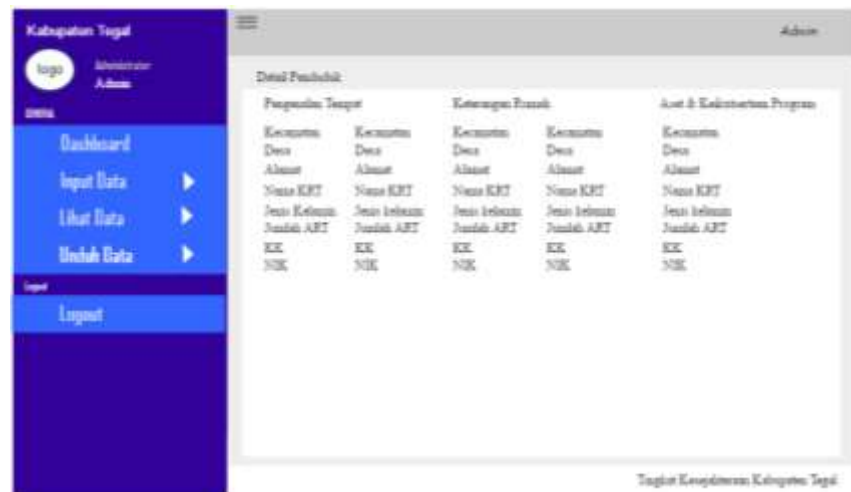 Kabupaten Tegal
logo
Administrator
Admin
Dashboard
Input Data
Lihat Data
Unduh Data
Logout
Logout
Admin
Detail Penduduk
Pengenalan Tempat
Keterangan Rumah
Aset & Keikutsertaan Program
Kecamatan Kecamatan Kecamatan Kecamatan Kecamatan
Desa Desa Desa Desa Desa
Alamat Alamat Alamat Alamat Alamat
Nama KRT Nama KRT Nama KRT Nama KRT Nama KRT
Jenis Kelamin Jenis kelamin Jenis kelamin Jenis kelamin Jenis kelamin
Jumlah ART Jumlah ART Jumlah ART Jumlah ART Jumlah ART
KK KK KK KK KK
NIK NIK NIK NIK NIK
Tingkat Kesejahteraan Kabupaten Tegal